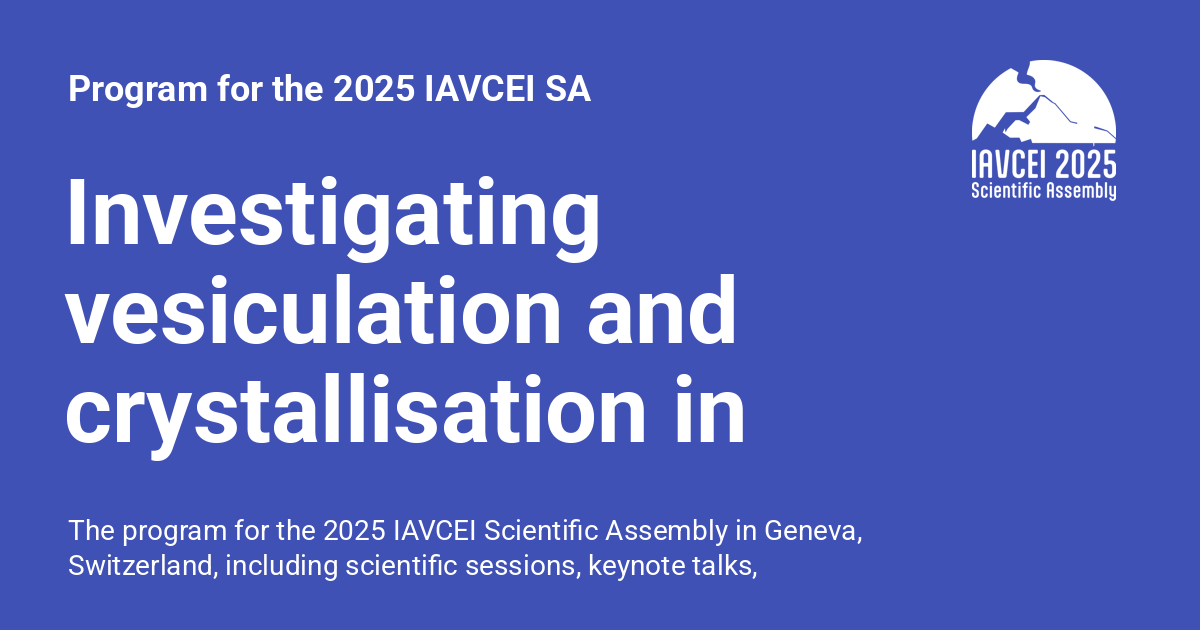 Program for the 2025 IAVCEI SA
IAVCEI 2025
Scientific Assembly
Investigating
vesiculation and
crystallisation in
The program for the 2025 IAVCEI Scientific Assembly in Geneva,
Switzerland, including scientific sessions, keynote talks,